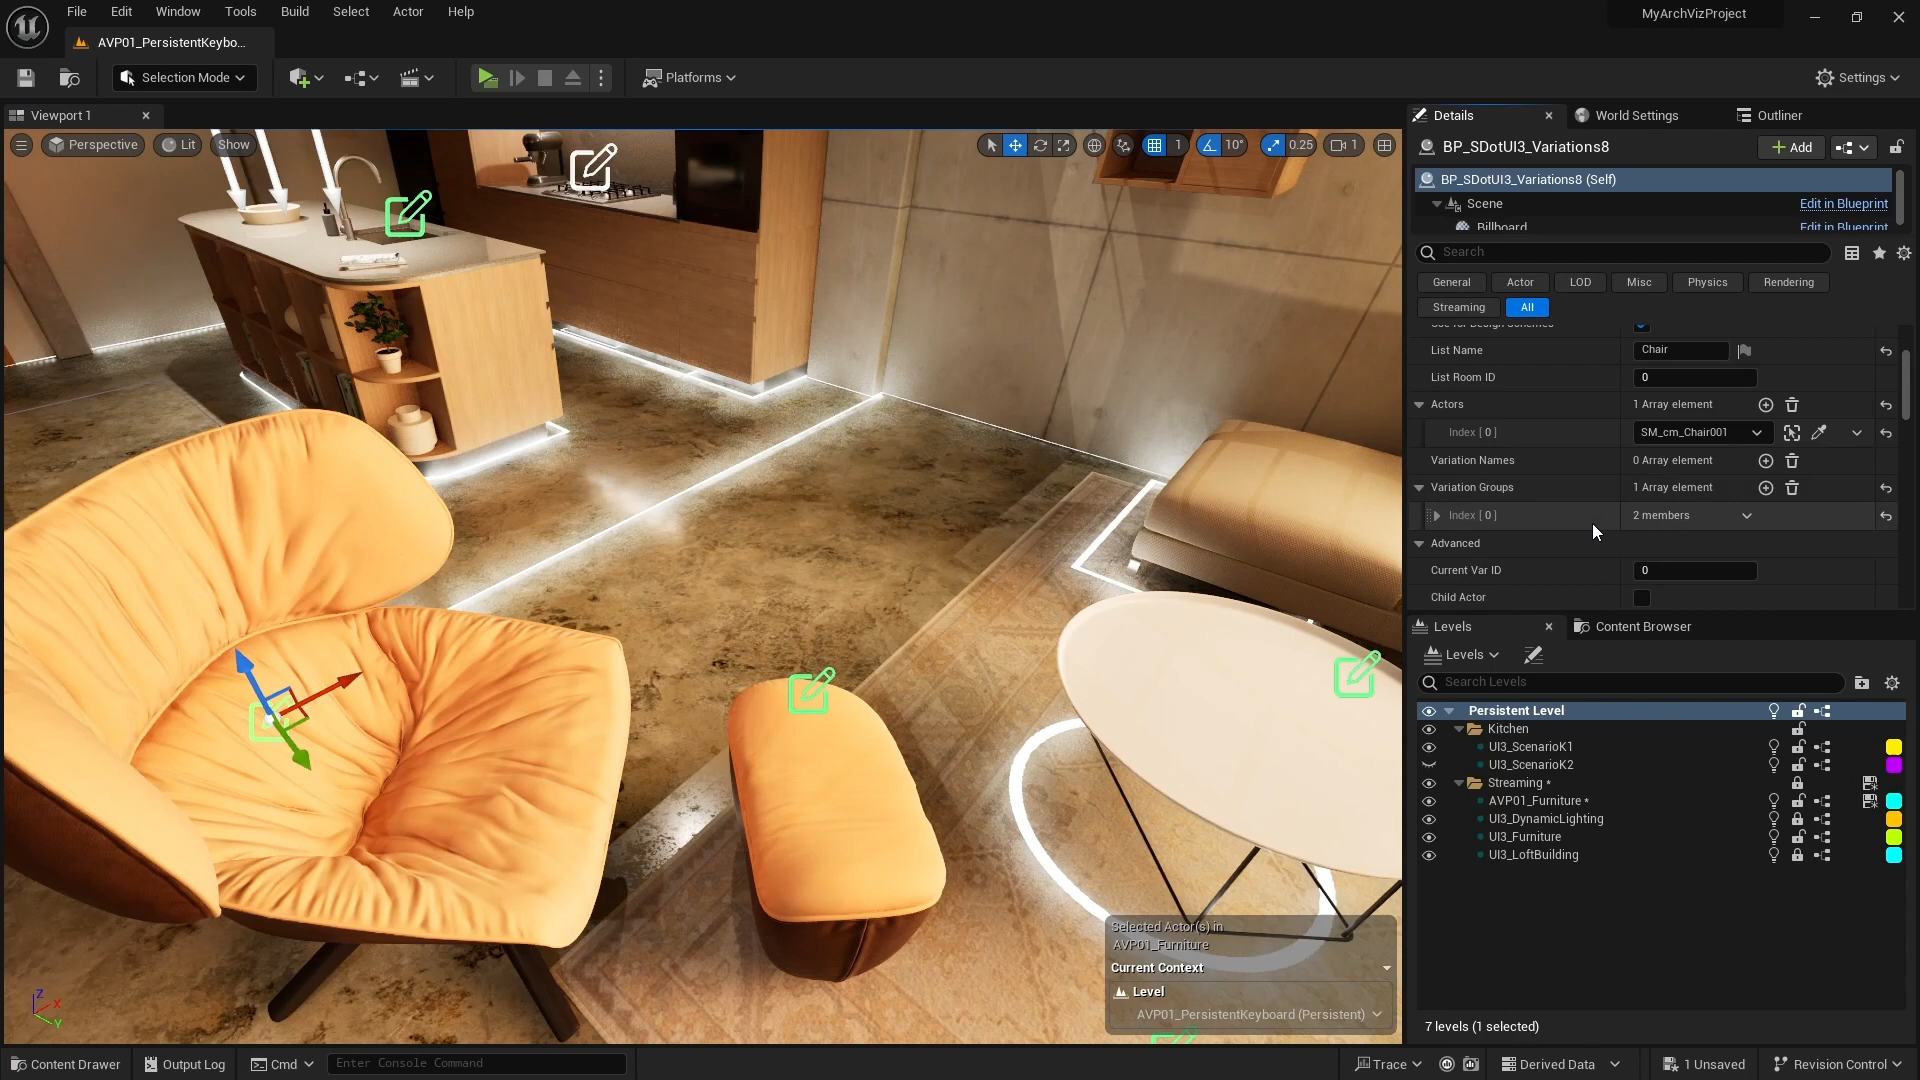 File Edit Window Tools Build Select Actor Help
MyArchVizProject
AVP01_PersistentKeybo...
Selection Mode
Platforms
Settings
Viewport 1
Perspective Lit Show
1 10° 0.25 1
Details World Settings Outliner
BP_SDotUI3_Variations8
Add
BP_SDotUI3_Variations8 (Self)
Scene Edit in Blueprint
Billboard Edit in Blueprint
Search
General Actor LOD Misc Physics Rendering
Streaming All
Use for Design Schemes
List Name Chair
List Room ID 0
Actors 1 Array element
Index [ 0 ] SM_cm_Chair001
Variation Names 0 Array element
Variation Groups 1 Array element
Index [ 0 ] 2 members
Advanced
Current Var ID 0
Child Actor
Levels Content Browser
Levels
Search Levels
Persistent Level
Kitchen
UI3_ScenarioK1
UI3_ScenarioK2
Streaming *
AVP01_Furniture *
UI3_DynamicLighting
UI3_Furniture
UI3_LoftBuilding
7 levels (1 selected)
Selected Actor(s) in
AVP01_Furniture
Current Context
Level
AVP01_PersistentKeyboard (Persistent)
Z X Y
Content Drawer Output Log Cmd Enter Console Command
Trace Derived Data 1 Unsaved Revision Control